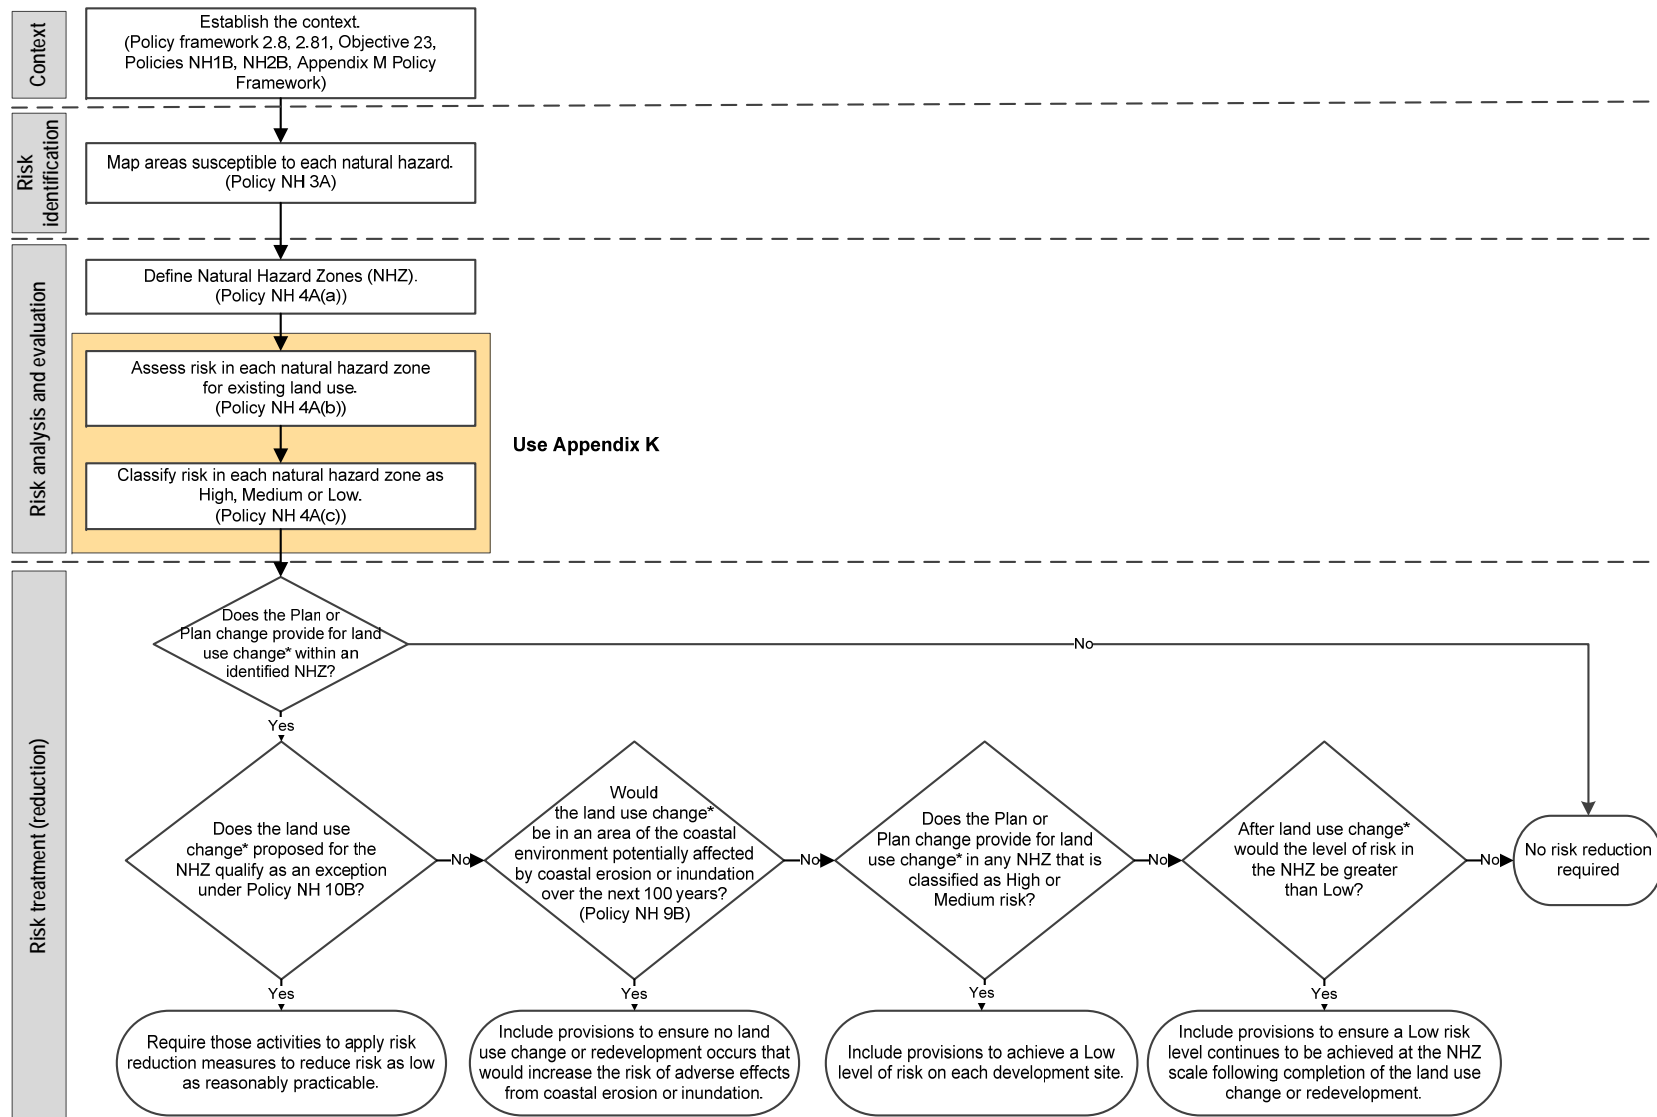 Context
Establish the context.
(Policy framework 2.8, 2.81, Objective 23,
Policies NH1B, NH2B, Appendix M Policy
Framework)
Risk
identification
Map areas susceptible to each natural hazard.
(Policy NH 3A)
Risk analysis and evaluation
Define Natural Hazard Zones (NHZ).
(Policy NH 4A(a))
Assess risk in each natural hazard zone
for existing land use.
(Policy NH 4A(b))
Use Appendix K
Classify risk in each natural hazard zone as
High, Medium or Low.
(Policy NH 4A(c))
Risk treatment (reduction)
Does the Plan or
Plan change provide for land
use change* within an
identified NHZ?
No
Yes
Does the land use
change* proposed for the
NHZ qualify as an exception
under Policy NH 10B?
No
Would
the land use change*
be in an area of the coastal
environment potentially affected
by coastal erosion or inundation
over the next 100 years?
(Policy NH 9B)
No
Does the Plan or
Plan change provide for land
use change* in any NHZ that is
classified as High or
Medium risk?
No
After land use change*
would the level of risk in
the NHZ be greater
than Low?
No
No risk reduction
required
Yes
Yes
Yes
Yes
Require those activities to apply risk
reduction measures to reduce risk as low
as reasonably practicable.
Include provisions to ensure no land
use change or redevelopment occurs that
would increase the risk of adverse effects
from coastal erosion or inundation.
Include provisions to achieve a Low
level of risk on each development site.
Include provisions to ensure a Low risk
level continues to be achieved at the NHZ
scale following completion of the land use
change or redevelopment.